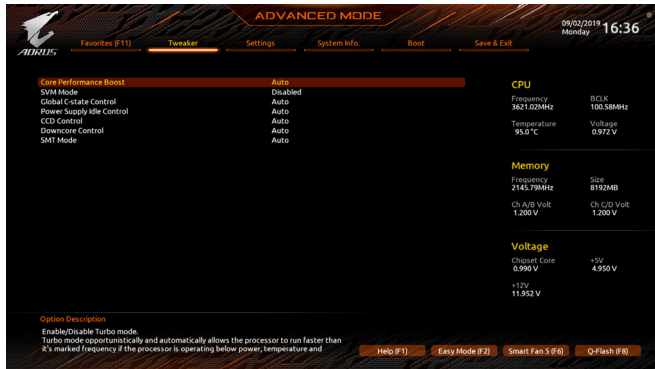 ADVANCED MODE
09/02/2019 16:36
Monday
AORUS
Favorites (F11) Tweaker Settings System Info. Boot Save & Exit
Core Performance Boost Auto
SVM Mode Disabled
Global C-state Control Auto
Power Supply Idle Control Auto
CCD Control Auto
Downcore Control Auto
SMT Mode Auto
CPU
Frequency BCLK
3621.02MHz 100.58MHz
Temperature Voltage
95.0 °C 0.972 V
Memory
Frequency Size
2145.79MHz 8192MB
Ch A/B Volt Ch C/D Volt
1.200 V 1.200 V
Voltage
Chipset Core +5V
0.990 V 4.950 V
+12V
11.952 V
Option Description
Enable/Disable Turbo mode.
Turbo mode opportunistically and automatically allows the processor to run faster than
it's marked frequency if the processor is operating below power, temperature and
Help (F1) Easy Mode (F2) Smart Fan 5 (F6) Q-Flash (F8)